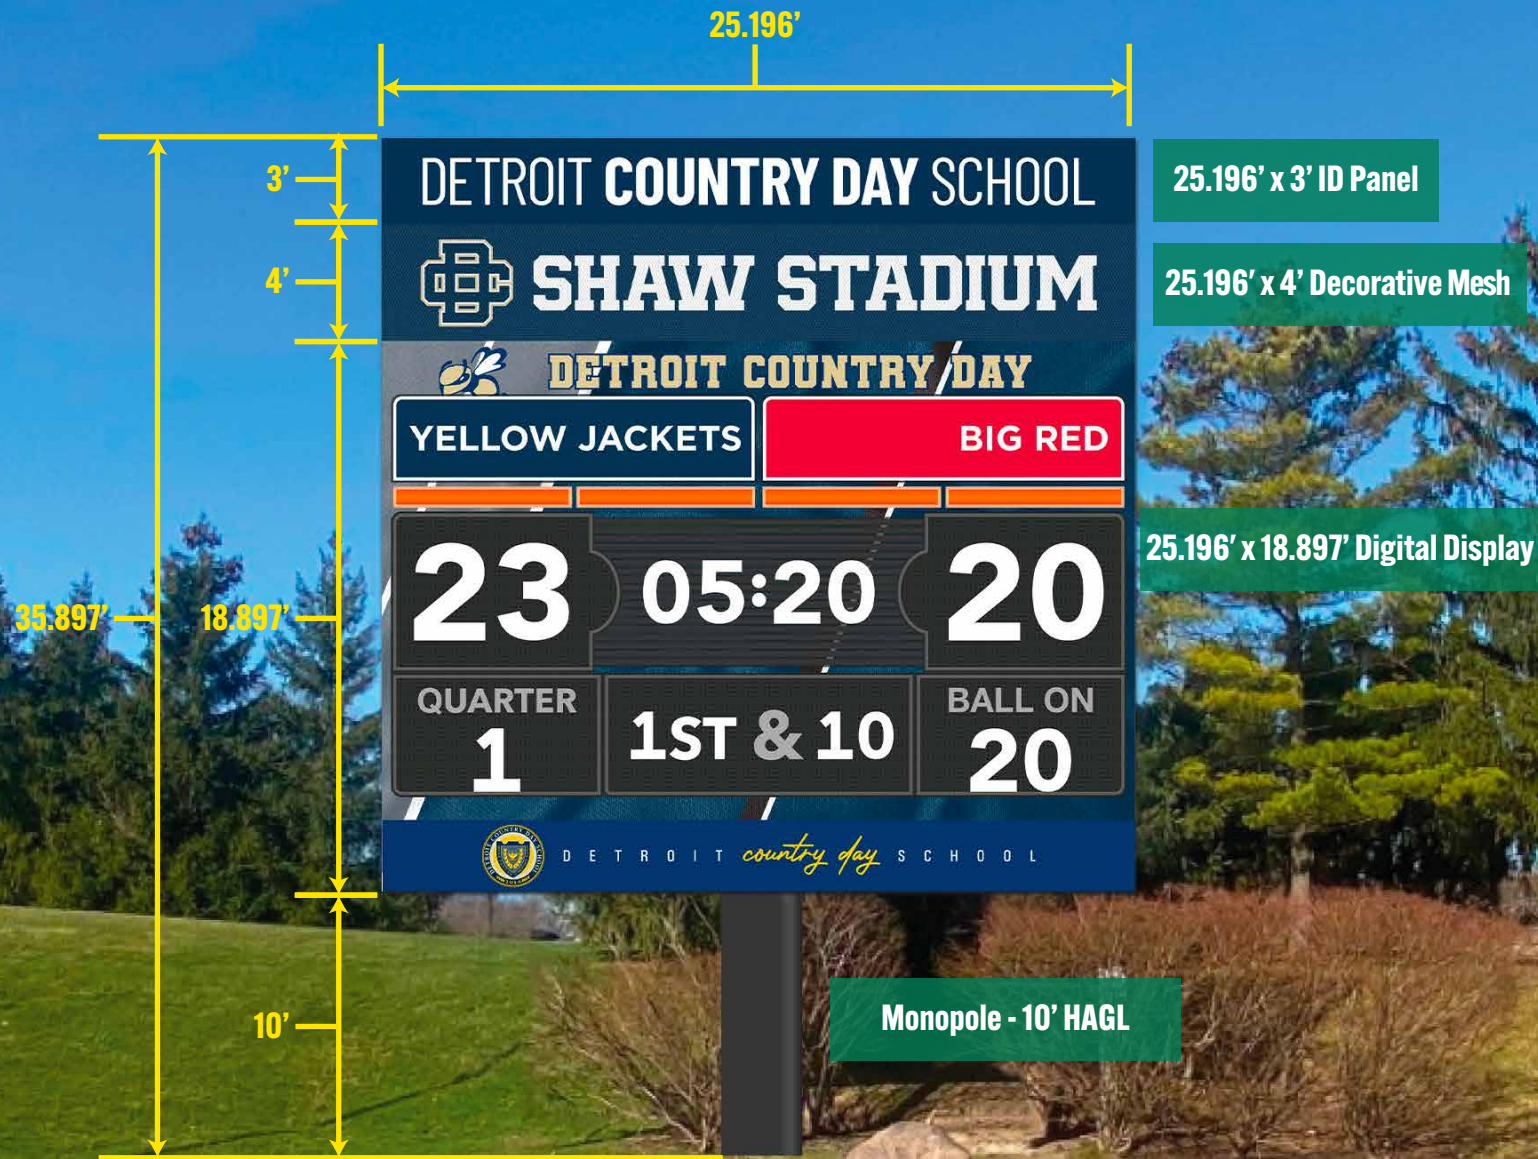 25.196’
3’
DETROIT COUNTRY DAY SCHOOL
25.196’ x 3’ ID Panel
4’
SHAW STADIUM
25.196’ x 4’ Decorative Mesh
DETROIT COUNTRY DAY
YELLOW JACKETS
BIG RED
25.196’ x 18.897’ Digital Display
23
05:20
20
35.897’
18.897’
QUARTER
1
1ST & 10
BALL ON
20
DETROIT country day SCHOOL
10’
Monopole - 10’ HAGL